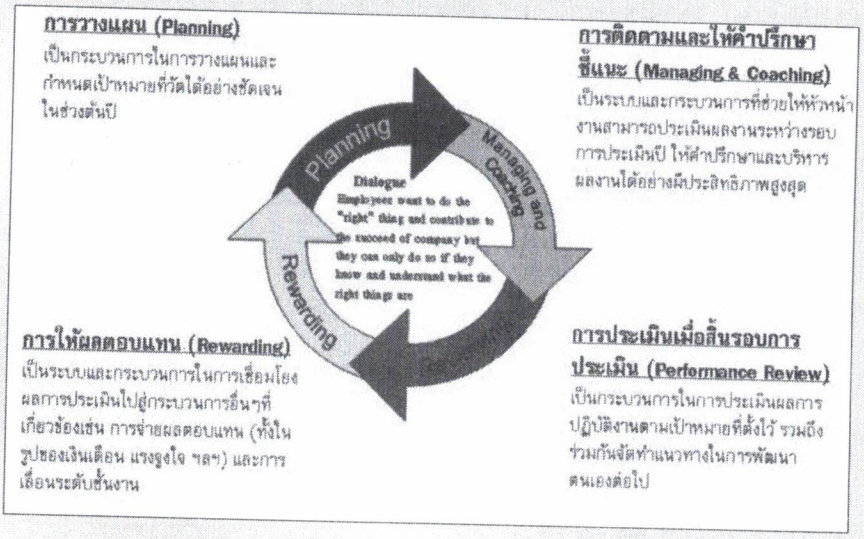 การวางแผน (Planning)
เป็นกระบวนการในการวางแผนและ
กำหนดเป้าหมายที่วัดได้อย่างชัดเจน
ในช่วงต้นปี
การติดตามและให้คำปรึกษา
ชี้แนะ (Managing & Coaching)
เป็นระบบและกระบวนการที่ช่วยให้หัวหน้า
งานสามารถประเมินผลงานระหว่างรอบ
การประเมินปี ให้คำปรึกษาและบริหาร
ผลงานได้อย่างมีประสิทธิภาพสูงสุด
Planning
Managing and
Coaching
Dialogue
Employees want to do the
"right" thing and contribute to
the succeed of company but
they can only do so if they
know and understand what the
right things are
Rewarding
การให้ผลตอบแทน (Rewarding)
เป็นระบบและกระบวนการในการเชื่อมโยง
ผลการประเมินไปสู่กระบวนการอื่นๆที่
เกี่ยวข้องเช่น การจ่ายผลตอบแทน (ทั้งใน
รูปของเงินเดือน แรงจูงใจ ฯลฯ) และการ
เลื่อนระดับชั้นงาน
การประเมินเมื่อสิ้นรอบการ
ประเมิน (Performance Review)
เป็นกระบวนการในการประเมินผลการ
ปฏิบัติงานตามเป้าหมายที่ตั้งไว้ รวมถึง
ร่วมกันจัดทำแนวทางในการพัฒนา
ตนเองต่อไป